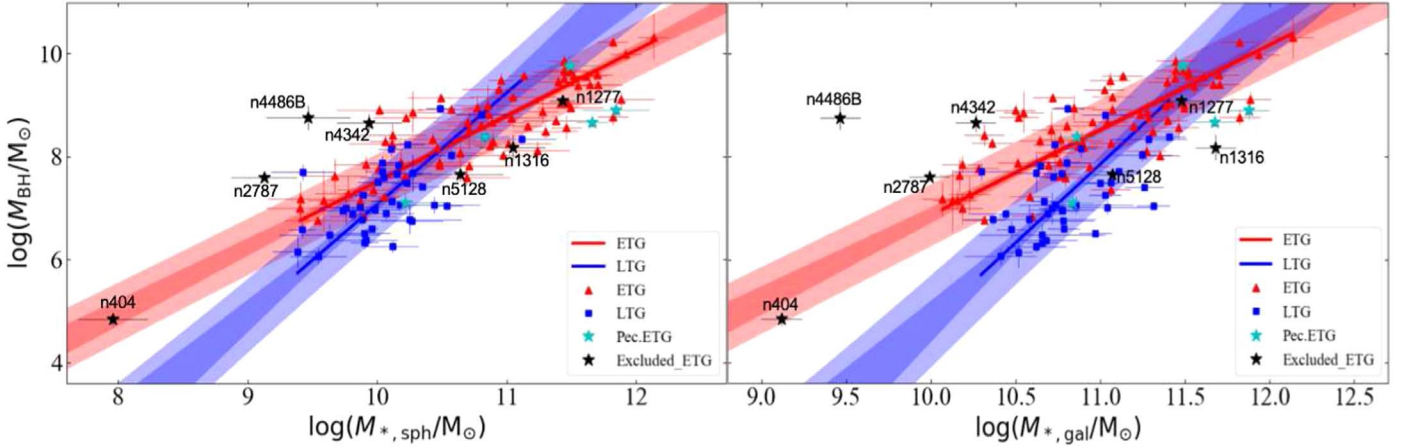 log(M_BH/M⊙)
10
8
6
4
n4486B
n4342
n2787
n404
n1277
n1316
n5128
ETG
LTG
ETG
LTG
Pec.ETG
Excluded_ETG
8
9
10
11
12
log(M_*,sph/M⊙)
n4486B
n4342
n2787
n404
n1277
n1316
n5128
ETG
LTG
ETG
LTG
Pec.ETG
Excluded_ETG
9.0
9.5
10.0
10.5
11.0
11.5
12.0
12.5
log(M_*,gal/M⊙)